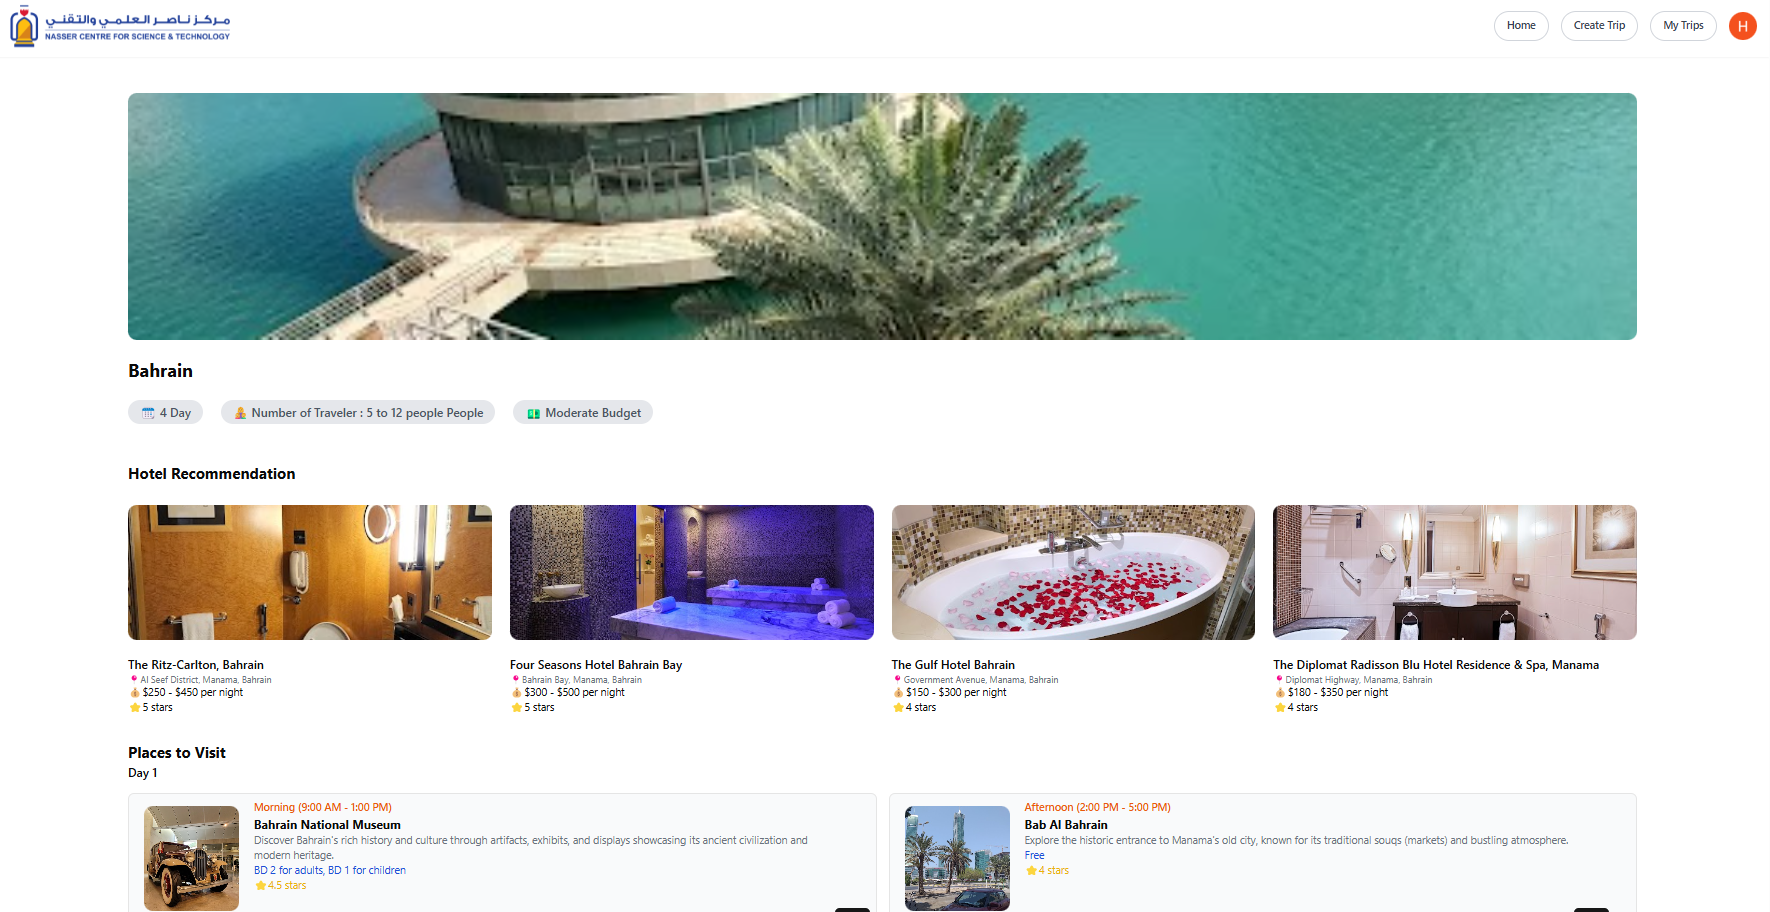 مركز ناصر العلمي والتقني
NASSER CENTRE FOR SCIENCE & TECHNOLOGY
Home
Create Trip
My Trips
H
Bahrain
4 Day
Number of Traveler : 5 to 12 people People
Moderate Budget
Hotel Recommendation
The Ritz-Carlton, Bahrain
Al Seef District, Manama, Bahrain
$250 - $450 per night
5 stars
Four Seasons Hotel Bahrain Bay
Bahrain Bay, Manama, Bahrain
$300 - $500 per night
5 stars
The Gulf Hotel Bahrain
Government Avenue, Manama, Bahrain
$150 - $300 per night
4 stars
The Diplomat Radisson Blu Hotel Residence & Spa, Manama
Diplomat Highway, Manama, Bahrain
$180 - $350 per night
4 stars
Places to Visit
Day 1
Morning (9:00 AM - 1:00 PM)
Bahrain National Museum
Discover Bahrain's rich history and culture through artifacts, exhibits, and displays showcasing its ancient civilization and
modern heritage.
BD 2 for adults, BD 1 for children
4.5 stars
Afternoon (2:00 PM - 5:00 PM)
Bab Al Bahrain
Explore the historic entrance to Manama's old city, known for its traditional souqs (markets) and bustling atmosphere.
Free
4 stars